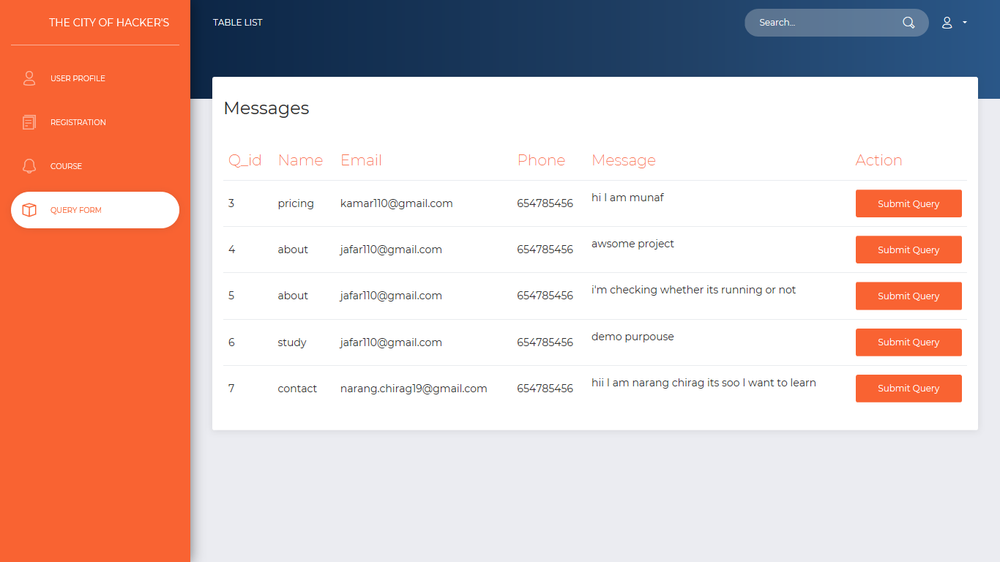 THE CITY OF HACKER'S
USER PROFILE
REGISTRATION
COURSE
QUERY FORM
TABLE LIST
Search...
Messages
Q_id Name Email Phone Message Action
3 pricing kamar110@gmail.com 654785456 hi I am munaf Submit Query
4 about jafar110@gmail.com 654785456 awsome project Submit Query
5 about jafar110@gmail.com 654785456 i'm checking whether its running or not Submit Query
6 study jafar110@gmail.com 654785456 demo purpouse Submit Query
7 contact narang.chirag19@gmail.com 654785456 hii I am narang chirag its soo I want to learn Submit Query